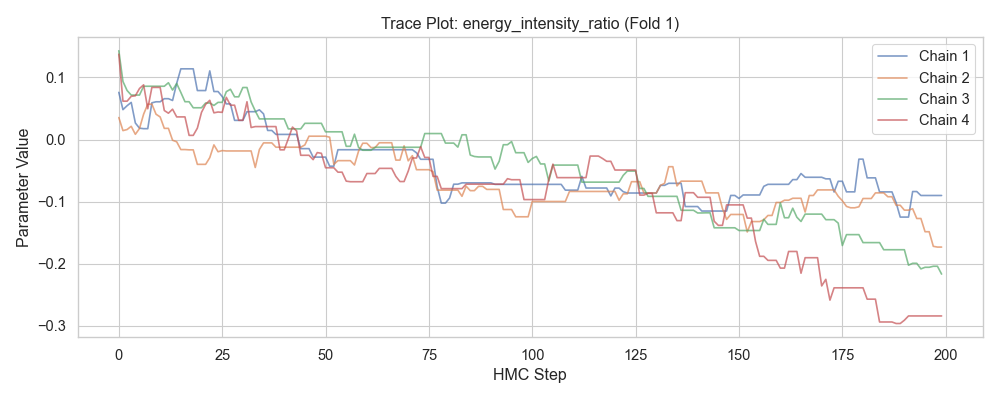 Trace Plot: energy_intensity_ratio (Fold 1)
Chain 1
Chain 2
Chain 3
Chain 4
Parameter Value
0.1
0.0
−0.1
−0.2
−0.3
0 25 50 75 100 125 150 175 200
HMC Step